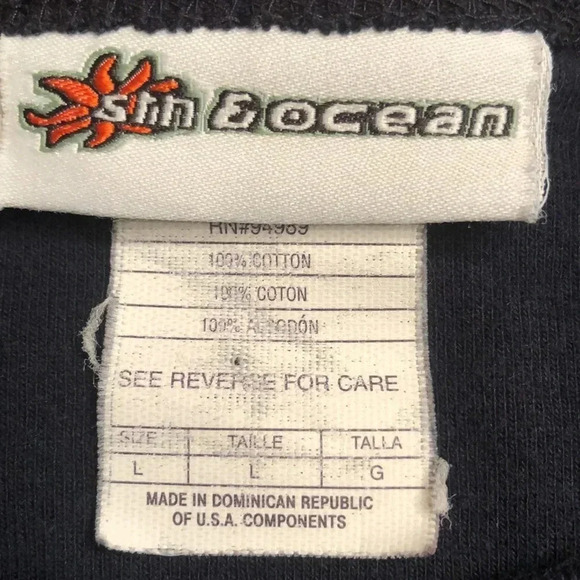 sun & ocean
RN#94989
100% COTTON
100% COTON
100% ALGODÓN
SEE REVERSE FOR CARE
SIZE TAILLE TALLA
L L G
MADE IN DOMINICAN REPUBLIC
OF U.S.A. COMPONENTS